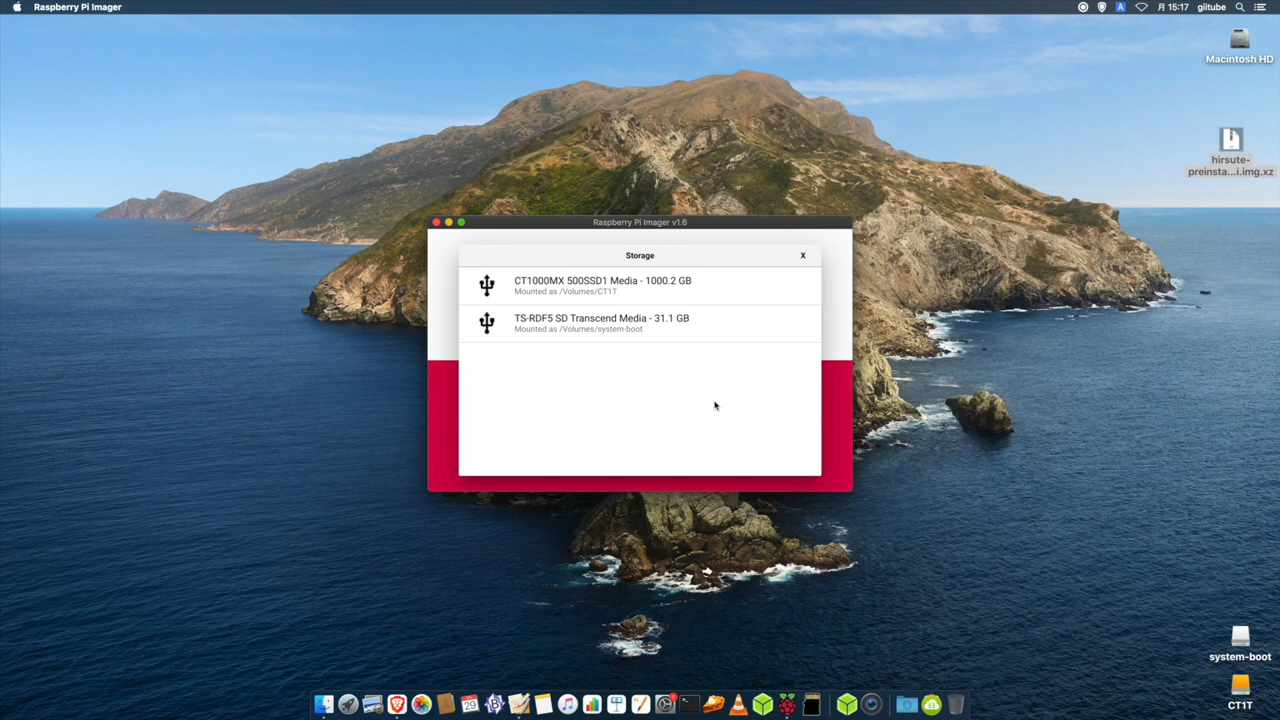 Raspberry Pi Imager
A
月 15:17
giitube
Macintosh HD
hirsute-
preinsta...i.img.xz
Raspberry Pi Imager v1.6
Storage
X
CT1000MX 500SSD1 Media - 1000.2 GB
Mounted as /Volumes/CT1T
TS-RDF5 SD Transcend Media - 31.1 GB
Mounted as /Volumes/system-boot
system-boot
CT1T
29